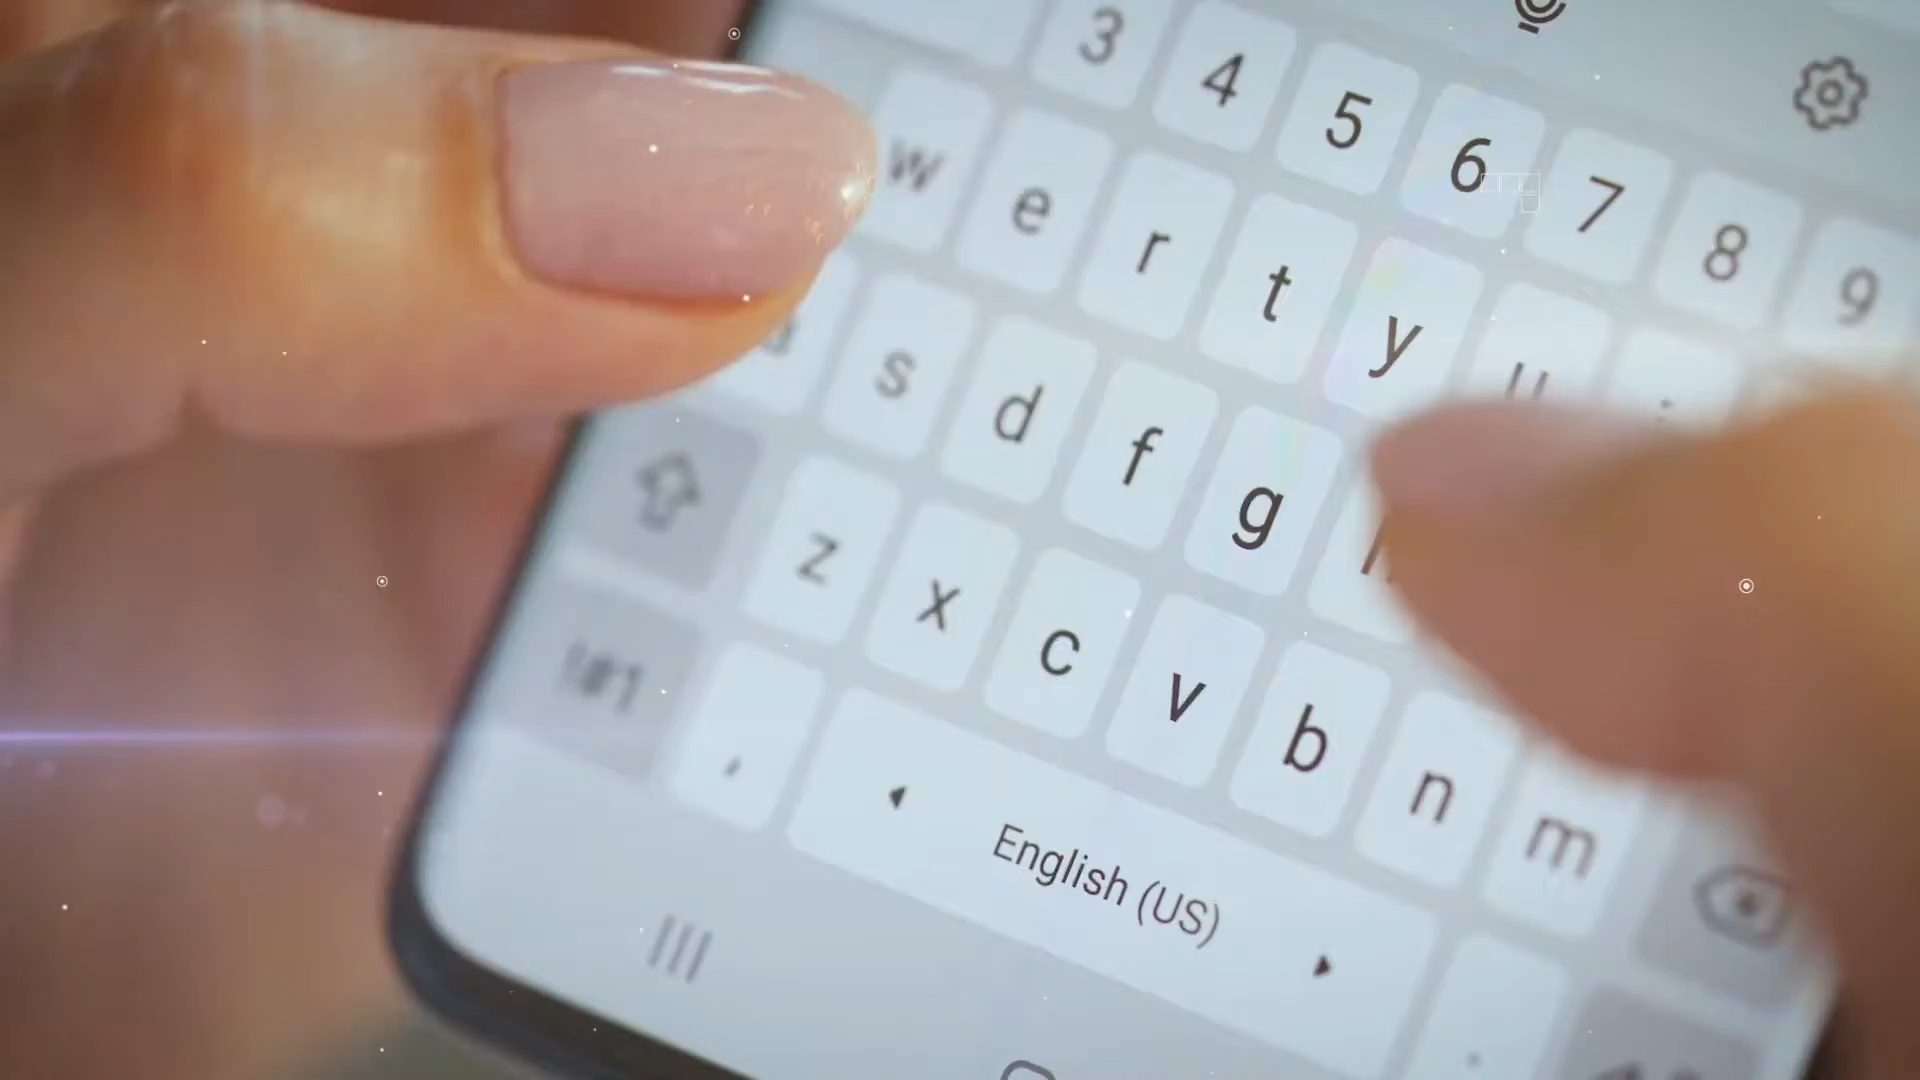 3 4 5 6 7 8 9
w e r t y u
s d f g
z x c v b n m
!#1 , English (US) .